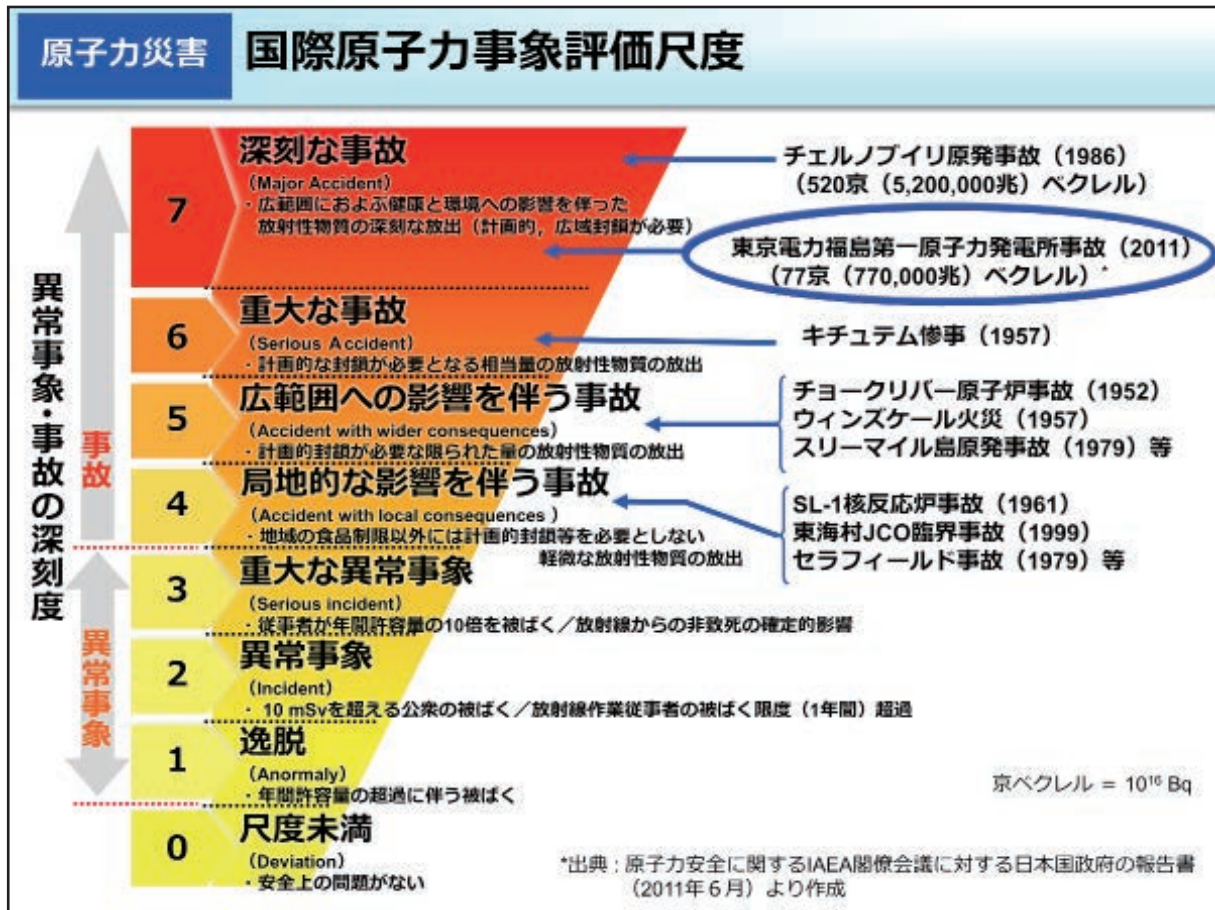 原子力災害
国際原子力事象評価尺度
異常事象・事故の深刻度
事故
異常事象
7
深刻な事故
（Major Accident）
・広範囲におよぶ健康と環境への影響を伴った
放射性物質の深刻な放出（計画的，広域封鎖が必要）
チェルノブイリ原発事故（1986）
（520京（5,200,000兆）ベクレル）
東京電力福島第一原子力発電所事故（2011）
（77京（770,000兆）ベクレル）*
6
重大な事故
（Serious Accident）
・計画的な封鎖が必要となる相当量の放射性物質の放出
キチュテム惨事（1957）
5
広範囲への影響を伴う事故
（Accident with wider consequences）
・計画的封鎖が必要な限られた量の放射性物質の放出
チョークリバー原子炉事故（1952）
ウィンズケール火災（1957）
スリーマイル島原発事故（1979）等
4
局地的な影響を伴う事故
（Accident with local consequences ）
・地域の食品制限以外には計画的封鎖等を必要としない
軽微な放射性物質の放出
SL-1核反応炉事故（1961）
東海村JCO臨界事故（1999）
セラフィールド事故（1979）等
3
重大な異常事象
（Serious incident）
・従事者が年間許容量の10倍を被ばく／放射線からの非致死の確定的影響
2
異常事象
（Incident）
・10 mSvを超える公衆の被ばく／放射線作業従事者の被ばく限度（1年間）超過
1
逸脱
（Anormaly）
・年間許容量の超過に伴う被ばく
0
尺度未満
（Deviation）
・安全上の問題がない
京ベクレル = 10¹⁶ Bq
*出典：原子力安全に関するIAEA閣僚会議に対する日本国政府の報告書
（2011年６月）より作成